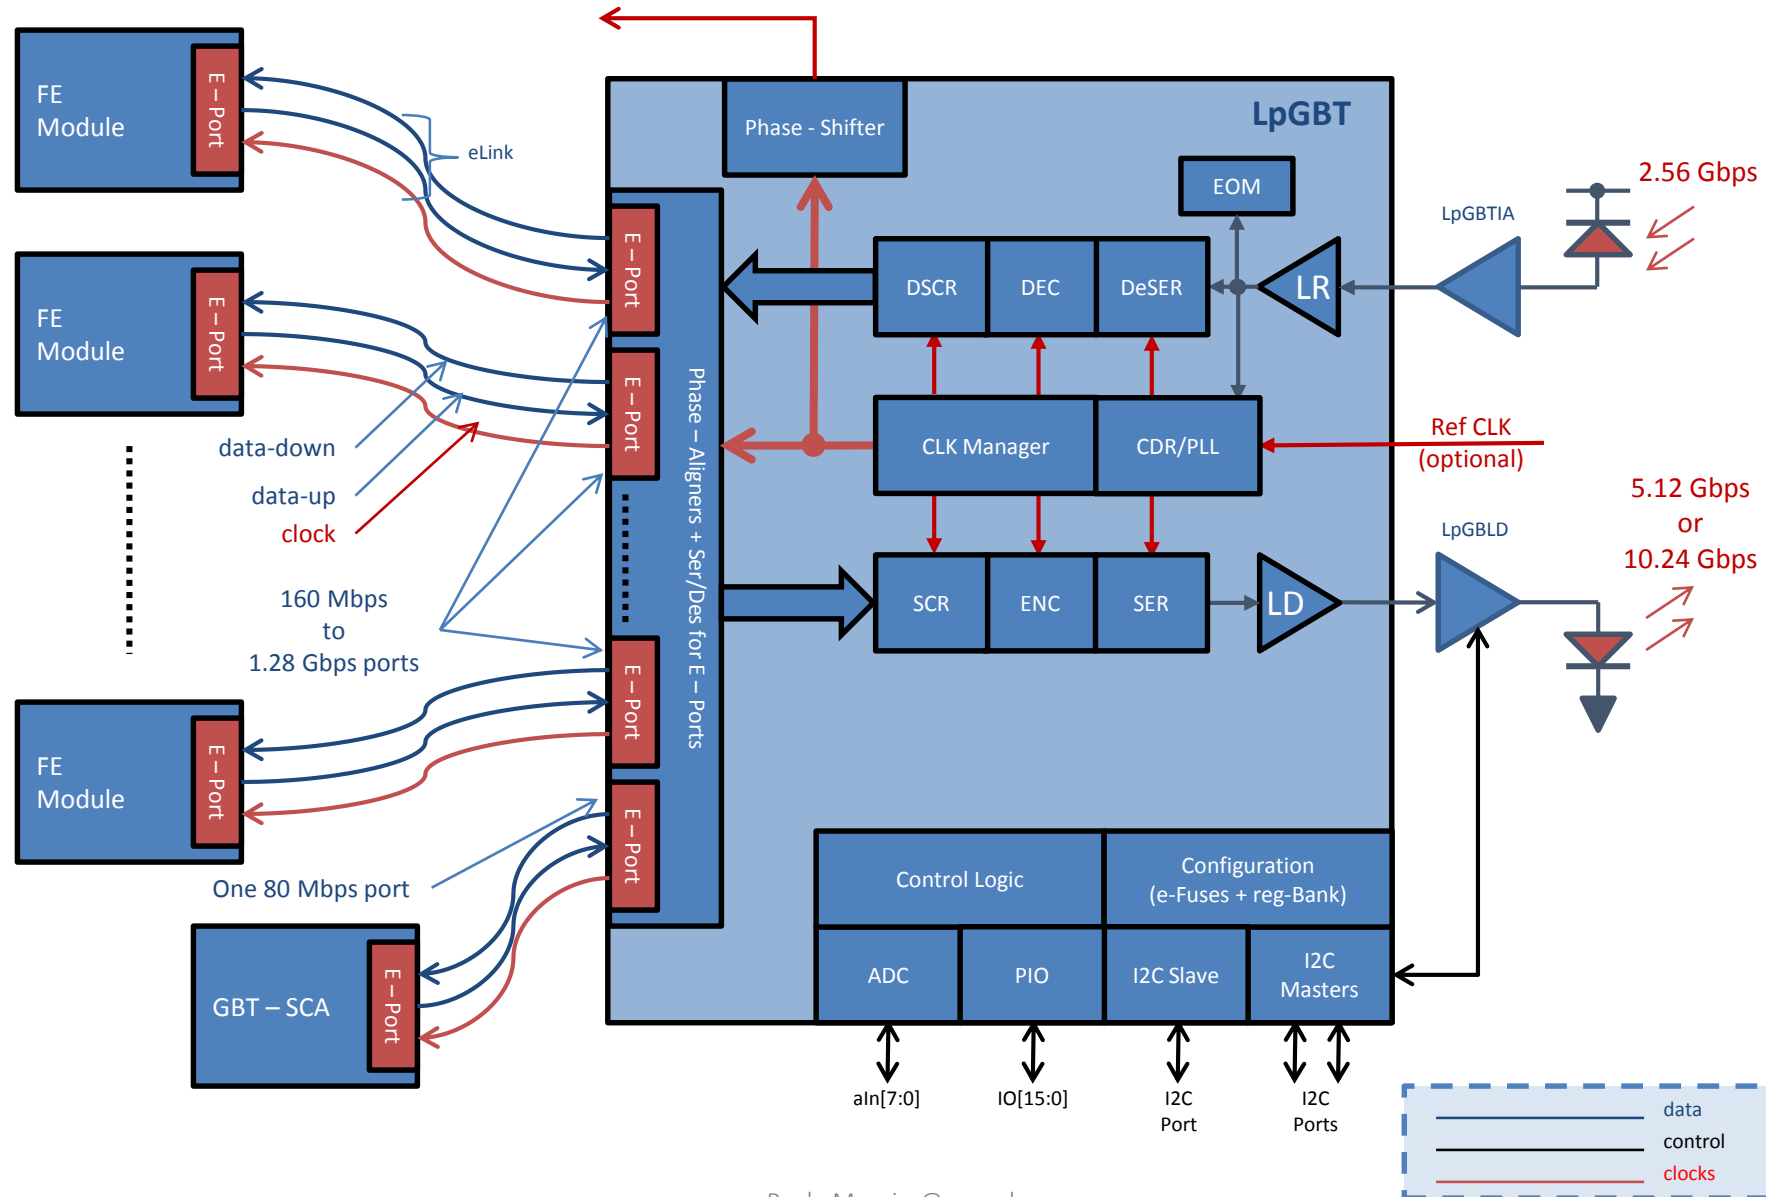 FE
Module
E – Port
eLink
FE
Module
E – Port
data-down
data-up
clock
160 Mbps
to
1.28 Gbps ports
FE
Module
E – Port
One 80 Mbps port
GBT – SCA
E – Port
LpGBT
Phase - Shifter
E – Port
E – Port
E – Port
E – Port
Phase – Aligners + Ser/Des for E – Ports
EOM
DSCR
DEC
DeSER
LR
LpGBTIA
2.56 Gbps
CLK Manager
CDR/PLL
Ref CLK
(optional)
SCR
ENC
SER
LD
LpGBLD
5.12 Gbps
or
10.24 Gbps
Control Logic
Configuration
(e-Fuses + reg-Bank)
ADC
PIO
I2C Slave
I2C
Masters
aIn[7:0]
IO[15:0]
I2C
Port
I2C
Ports
data
control
clocks